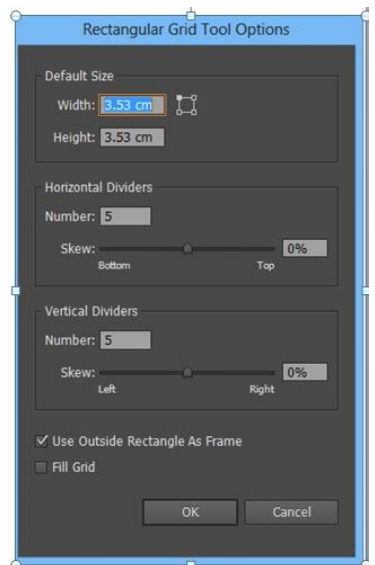 Rectangular Grid Tool Options
Default Size
Width: 3.53 cm
Height: 3.53 cm
Horizontal Dividers
Number: 5
Skew: 0%
Bottom Top
Vertical Dividers
Number: 5
Skew: 0%
Left Right
Use Outside Rectangle As Frame
Fill Grid
OK Cancel